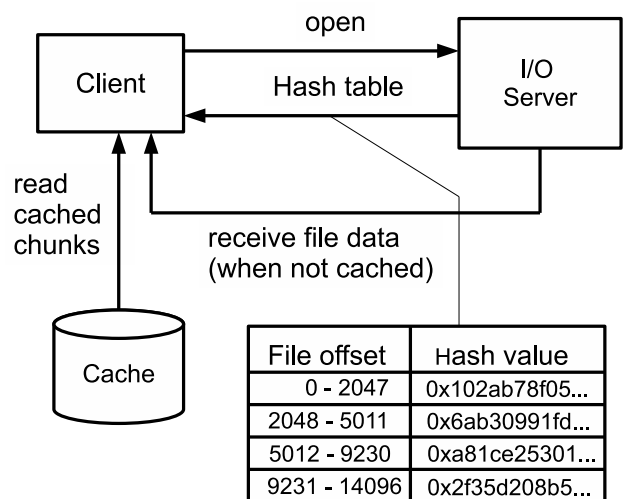 open
Client
I/O
Server
Hash table
read
cached
chunks
receive file data
(when not cached)
Cache
File offset Hash value
0 - 2047 0x102ab78f05...
2048 - 5011 0x6ab30991fd...
5012 - 9230 0xa81ce25301...
9231 - 14096 0x2f35d208b5...